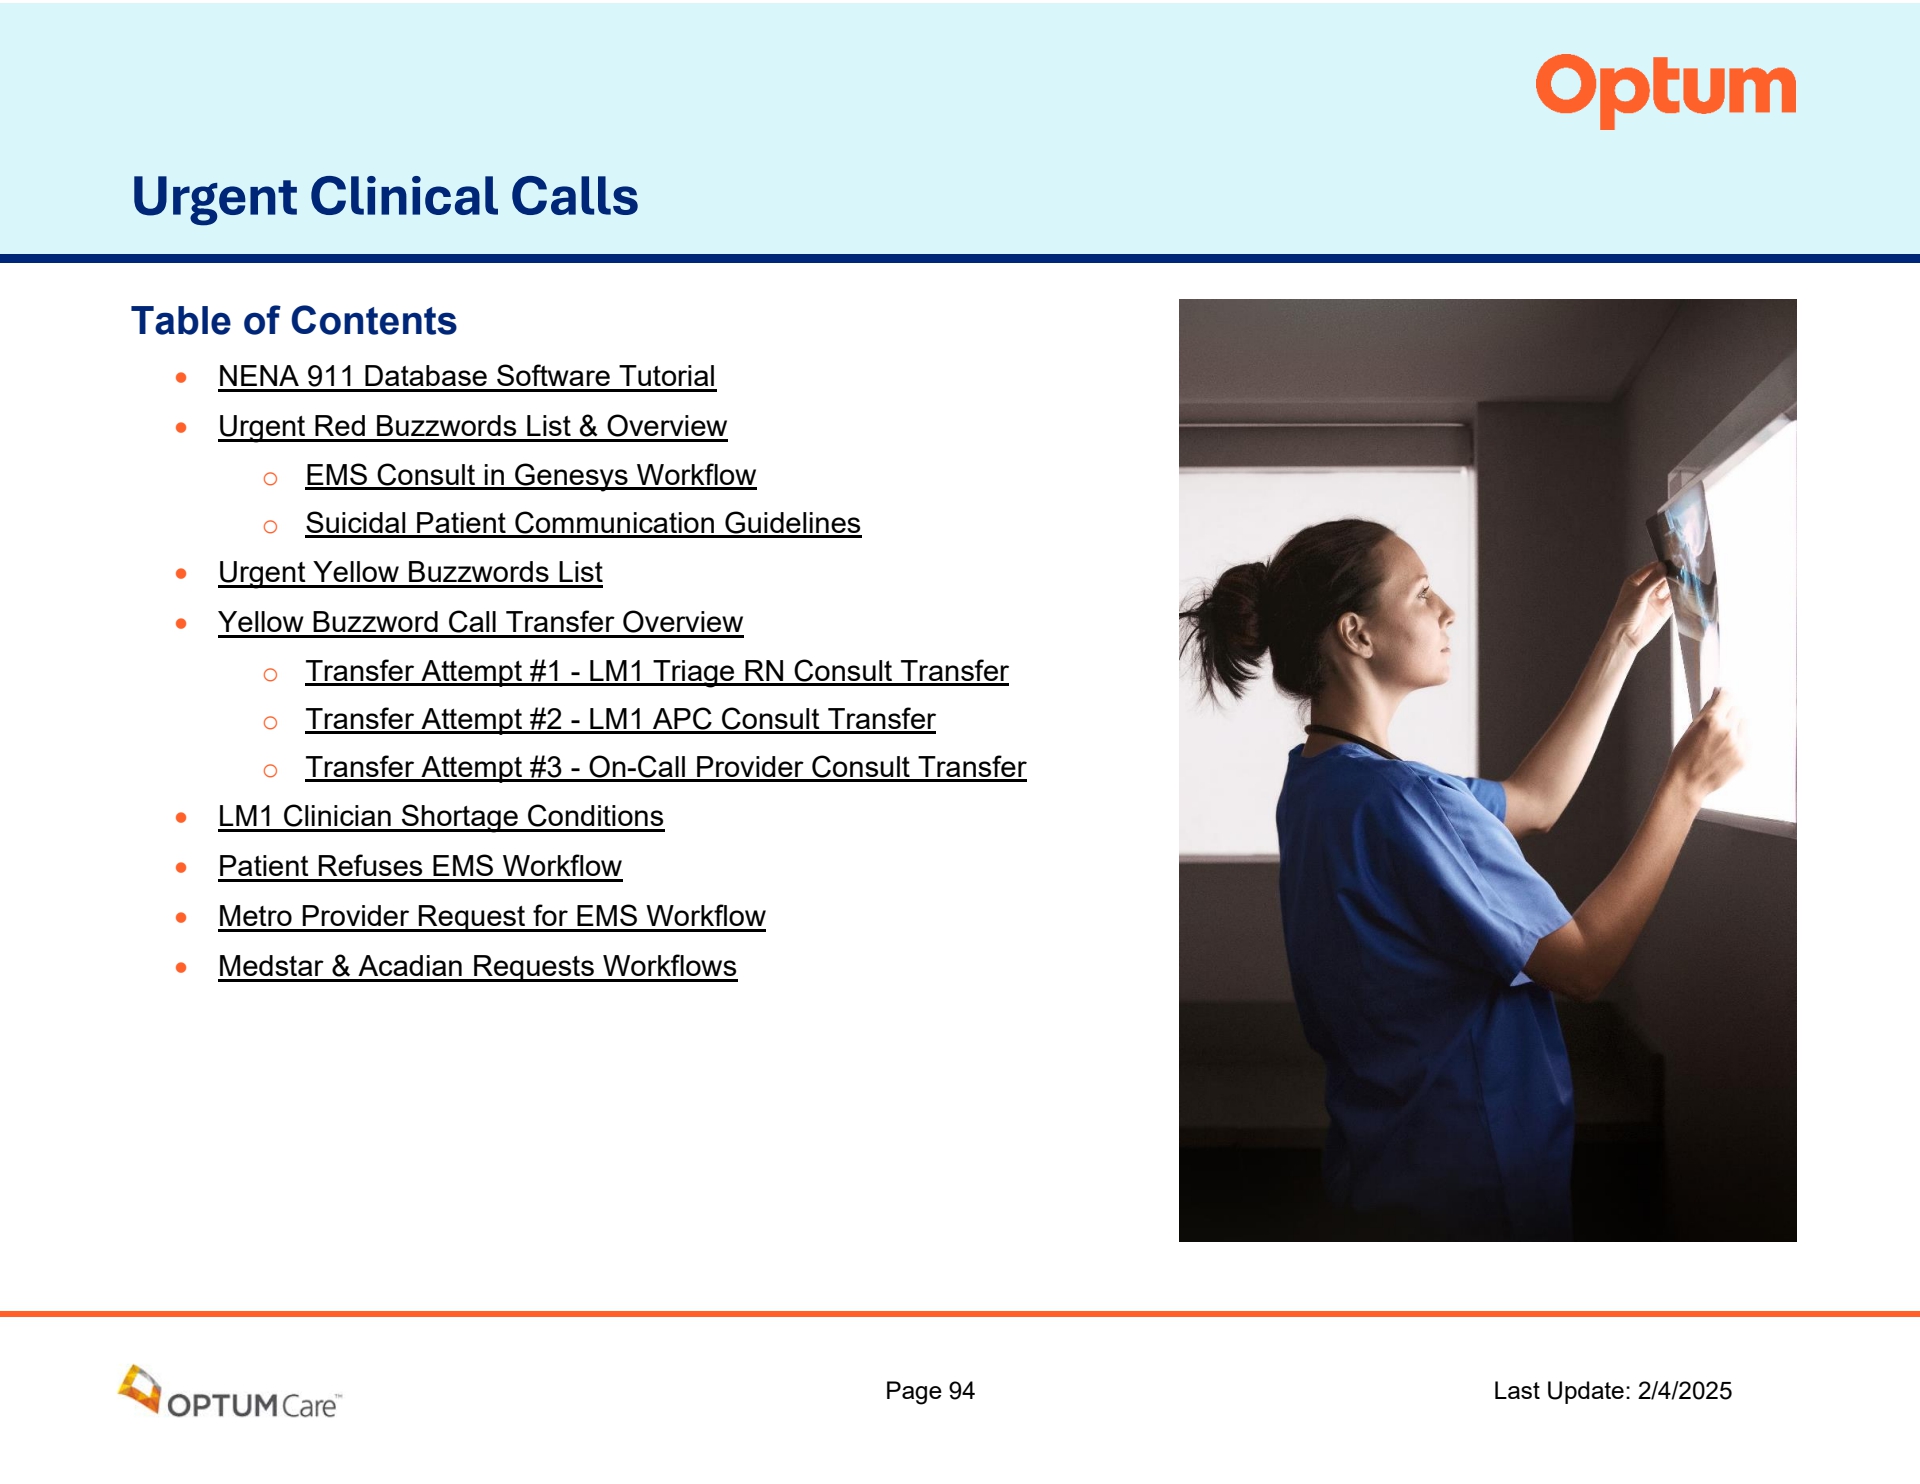 Optum
Urgent Clinical Calls
Table of Contents
NENA 911 Database Software Tutorial
Urgent Red Buzzwords List & Overview
EMS Consult in Genesys Workflow
Suicidal Patient Communication Guidelines
Urgent Yellow Buzzwords List
Yellow Buzzword Call Transfer Overview
Transfer Attempt #1 - LM1 Triage RN Consult Transfer
Transfer Attempt #2 - LM1 APC Consult Transfer
Transfer Attempt #3 - On-Call Provider Consult Transfer
LM1 Clinician Shortage Conditions
Patient Refuses EMS Workflow
Metro Provider Request for EMS Workflow
Medstar & Acadian Requests Workflows
OPTUM Care™
Page 94
Last Update: 2/4/2025